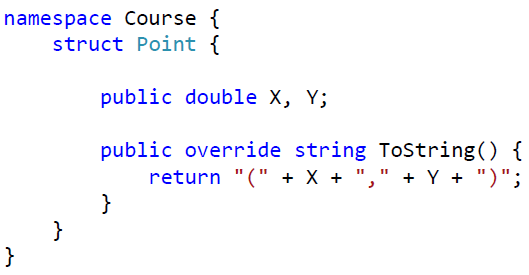 namespace Course {
struct Point {
public double X, Y;
public override string ToString() {
return "(" + X + "," + Y + ")";
}
}
}